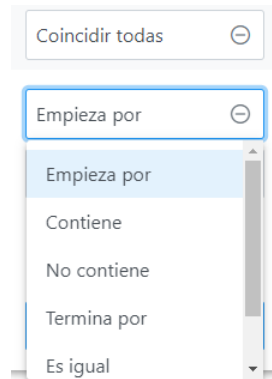 Coincidir todas
Empieza por
Empieza por
Contiene
No contiene
Termina por
Es igual